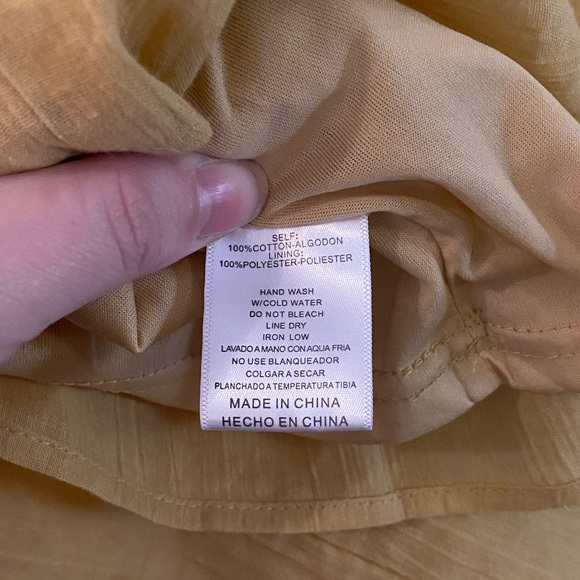 SELF:
100%COTTON-ALGODON
LINING:
100%POLYESTER-POLIESTER
HAND WASH
W/COLD WATER
DO NOT BLEACH
LINE DRY
IRON LOW
LAVADO A MANO CON AQUA FRIA
NO USE BLANQUEADOR
COLGAR A SECAR
PLANCHADO A TEMPERATURA TIBIA
MADE IN CHINA
HECHO EN CHINA